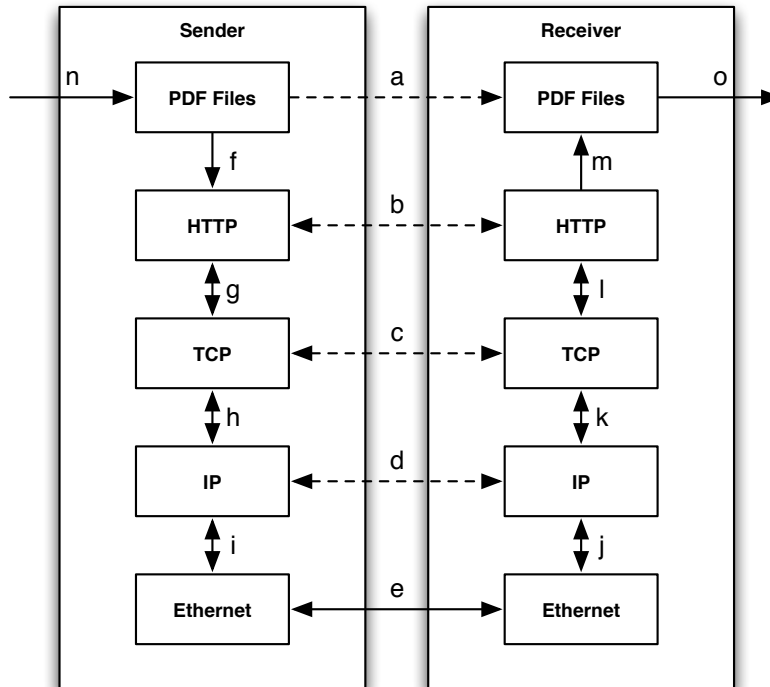 Sender
Receiver
n
PDF Files
a
PDF Files
o
f
m
HTTP
b
HTTP
g
l
TCP
c
TCP
h
k
IP
d
IP
i
j
Ethernet
e
Ethernet